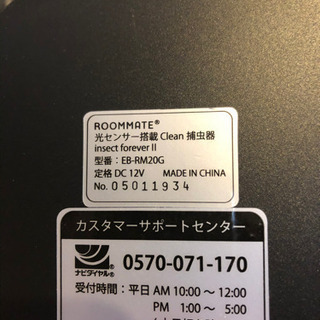 ROOMMATE®
光センサー搭載 Clean 捕虫器
insect forever II
型番：EB-RM20G
定格 DC 12V MADE IN CHINA
No. 05011934
カスタマーサポートセンター
ナビダイヤル®
0570-071-170
受付時間：平日 AM 10:00 ～ 12:00
PM 1:00 ～ 5:00